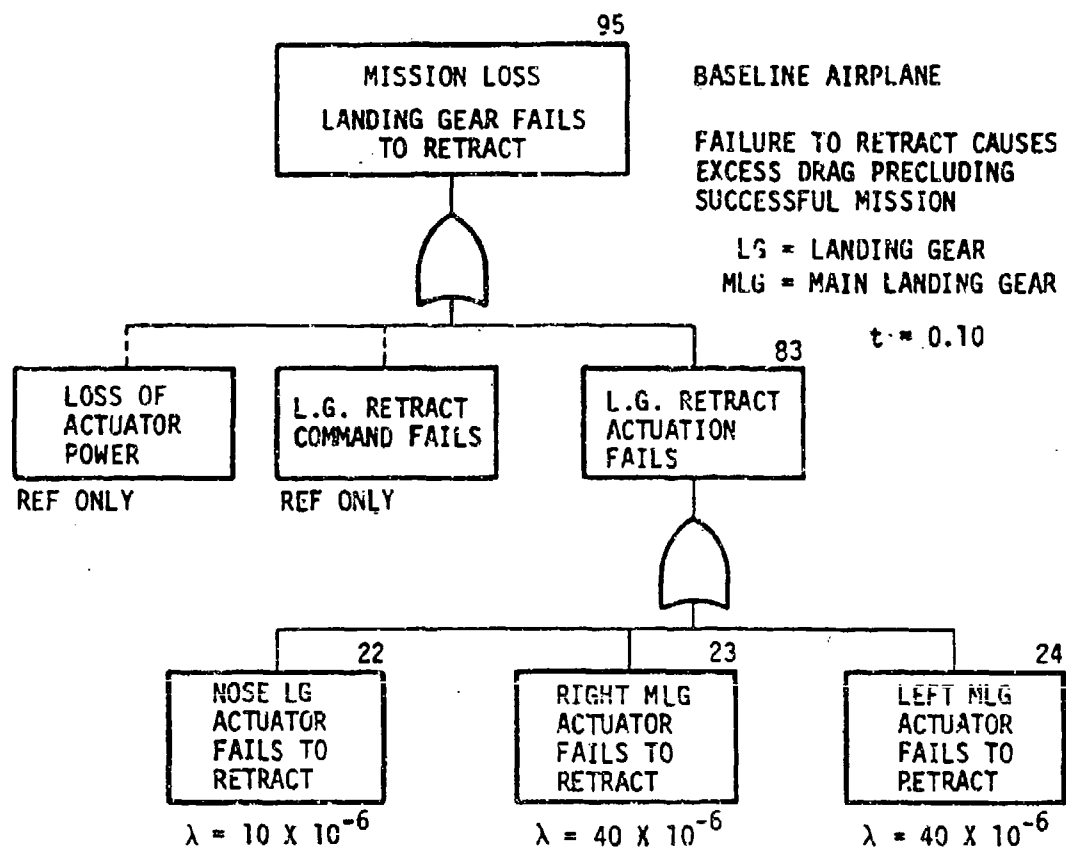 95
MISSION LOSS
LANDING GEAR FAILS
TO RETRACT
BASELINE AIRPLANE
FAILURE TO RETRACT CAUSES
EXCESS DRAG PRECLUDING
SUCCESSFUL MISSION
LG = LANDING GEAR
MLG = MAIN LANDING GEAR
t = 0.10
LOSS OF
ACTUATOR
POWER
REF ONLY
L.G. RETRACT
COMMAND FAILS
REF ONLY
83
L.G. RETRACT
ACTUATION
FAILS
22
NOSE LG
ACTUATOR
FAILS TO
RETRACT
λ = 10 X 10⁻⁶
23
RIGHT MLG
ACTUATOR
FAILS TO
RETRACT
λ = 40 X 10⁻⁶
24
LEFT MLG
ACTUATOR
FAILS TO
RETRACT
λ = 40 X 10⁻⁶